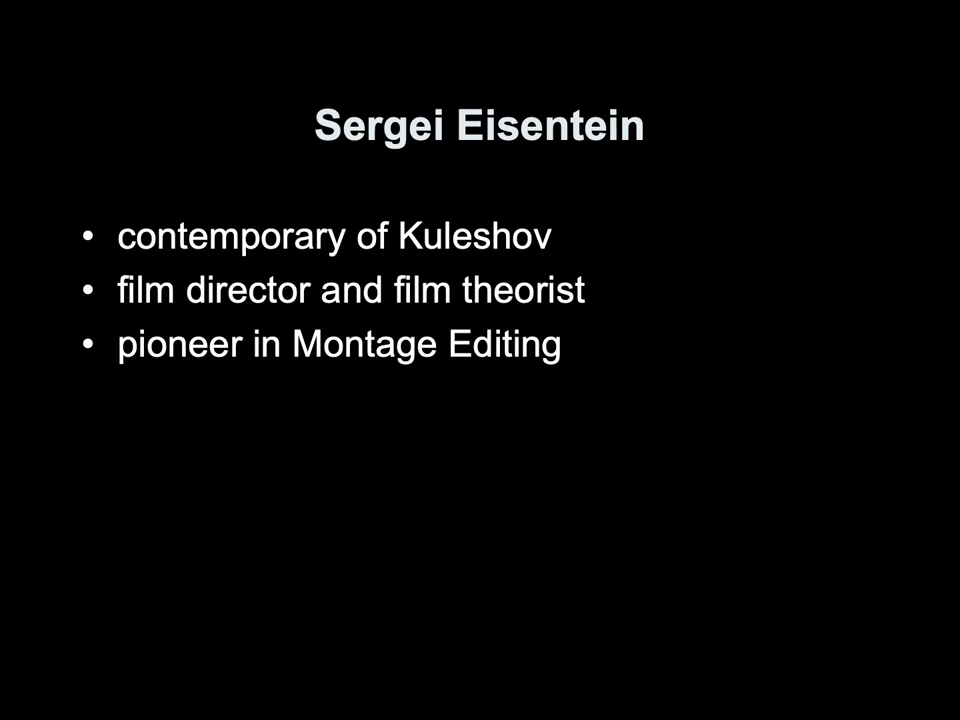 Sergei Eisentein
• contemporary of Kuleshov
• film director and film theorist
• pioneer in Montage Editing